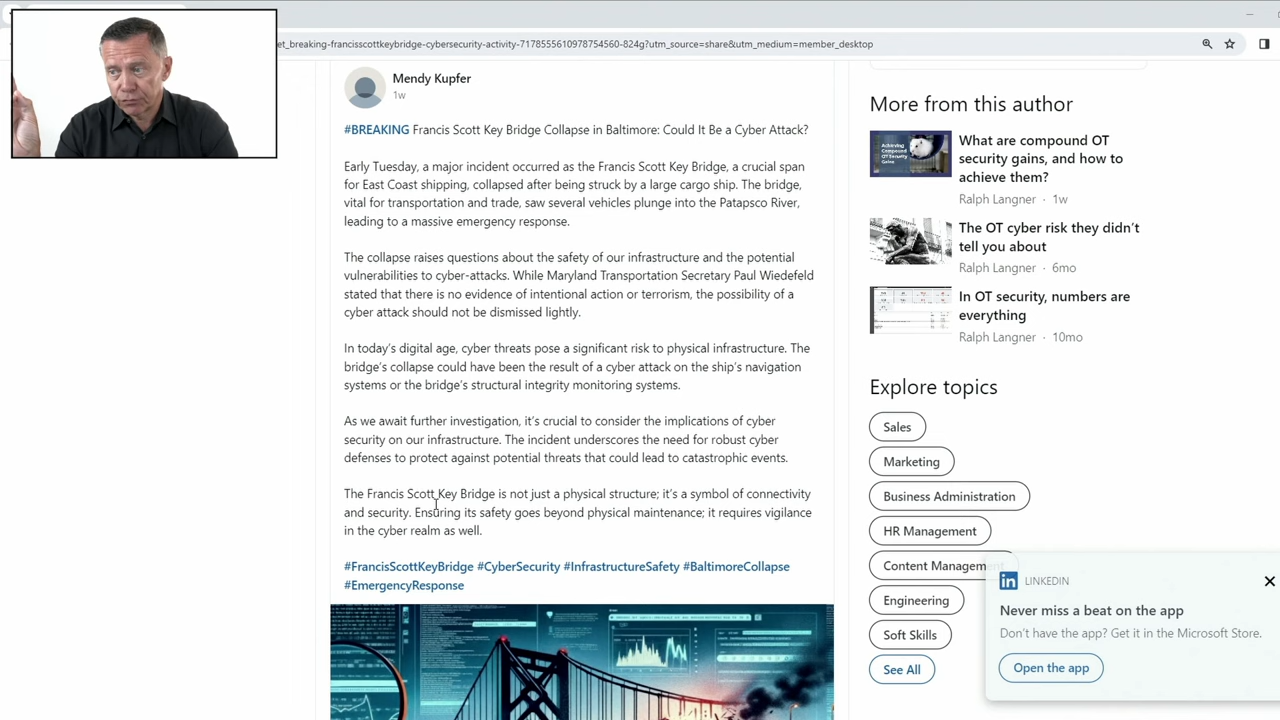 et_breaking-francisscottkeybridge-cybersecurity-activity-7178555610978754560-824g?utm_source=share&utm_medium=member_desktop
Mendy Kupfer
1w
#BREAKING Francis Scott Key Bridge Collapse in Baltimore: Could It Be a Cyber Attack?
Early Tuesday, a major incident occurred as the Francis Scott Key Bridge, a crucial span
for East Coast shipping, collapsed after being struck by a large cargo ship. The bridge,
vital for transportation and trade, saw several vehicles plunge into the Patapsco River,
leading to a massive emergency response.
The collapse raises questions about the safety of our infrastructure and the potential
vulnerabilities to cyber-attacks. While Maryland Transportation Secretary Paul Wiedefeld
stated that there is no evidence of intentional action or terrorism, the possibility of a
cyber attack should not be dismissed lightly.
In today's digital age, cyber threats pose a significant risk to physical infrastructure. The
bridge's collapse could have been the result of a cyber attack on the ship's navigation
systems or the bridge's structural integrity monitoring systems.
As we await further investigation, it's crucial to consider the implications of cyber
security on our infrastructure. The incident underscores the need for robust cyber
defenses to protect against potential threats that could lead to catastrophic events.
The Francis Scott Key Bridge is not just a physical structure; it's a symbol of connectivity
and security. Ensuring its safety goes beyond physical maintenance; it requires vigilance
in the cyber realm as well.
#FrancisScottKeyBridge #CyberSecurity #InfrastructureSafety #BaltimoreCollapse
#EmergencyResponse
More from this author
What are compound OT
security gains, and how to
achieve them?
Ralph Langner · 1w
The OT cyber risk they didn't
tell you about
Ralph Langner · 6mo
In OT security, numbers are
everything
Ralph Langner · 10mo
Explore topics
Sales
Marketing
Business Administration
HR Management
Content Management
Engineering
Soft Skills
See All
LINKEDIN
Never miss a beat on the app
Don't have the app? Get it in the Microsoft Store.
Open the app